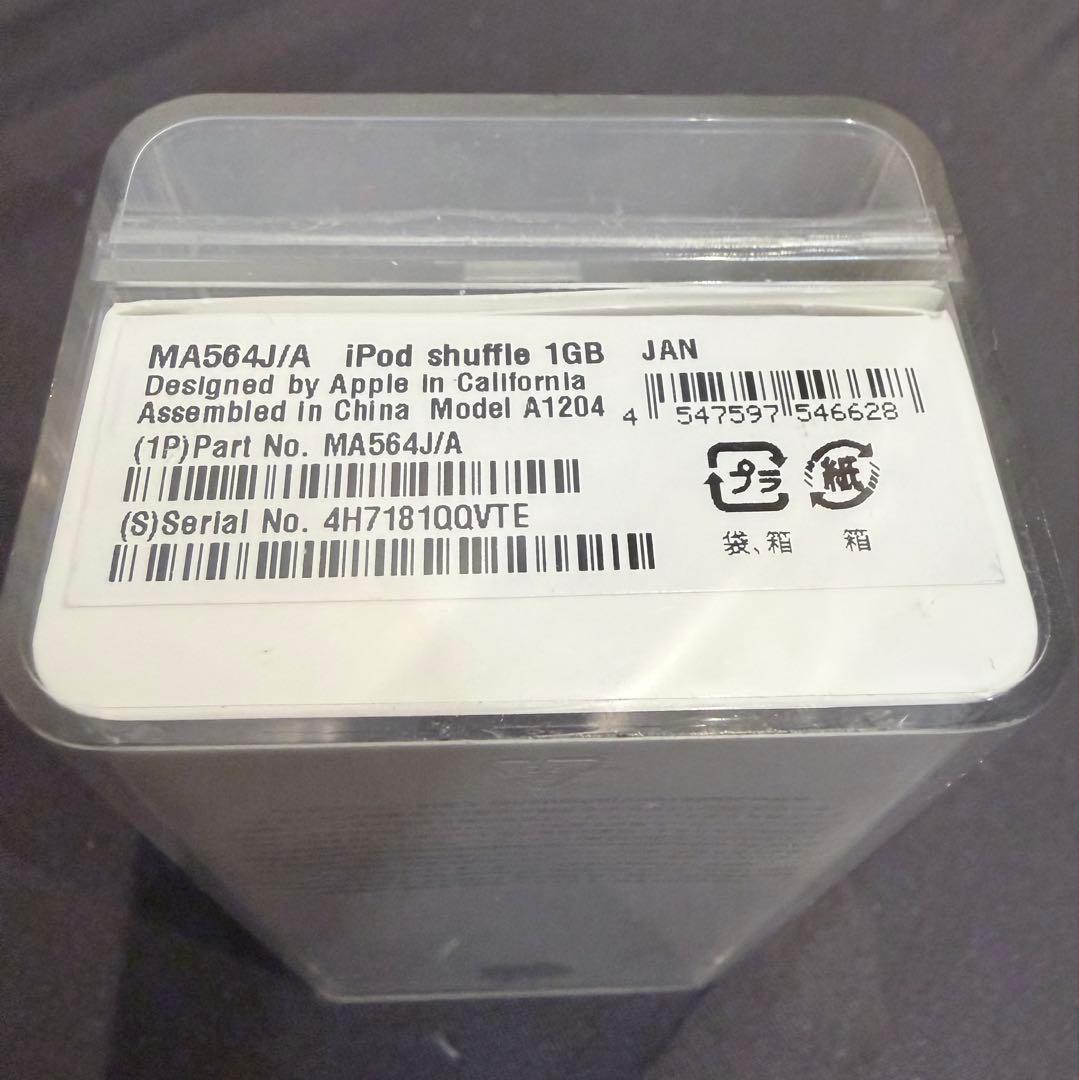 MA564J/A iPod shuffle 1GB JAN
Designed by Apple in California
Assembled in China Model A1204
4 547597 546628
(1P)Part No. MA564J/A
プラ 紙
(S)Serial No. 4H7181QQVTE
袋、箱 箱